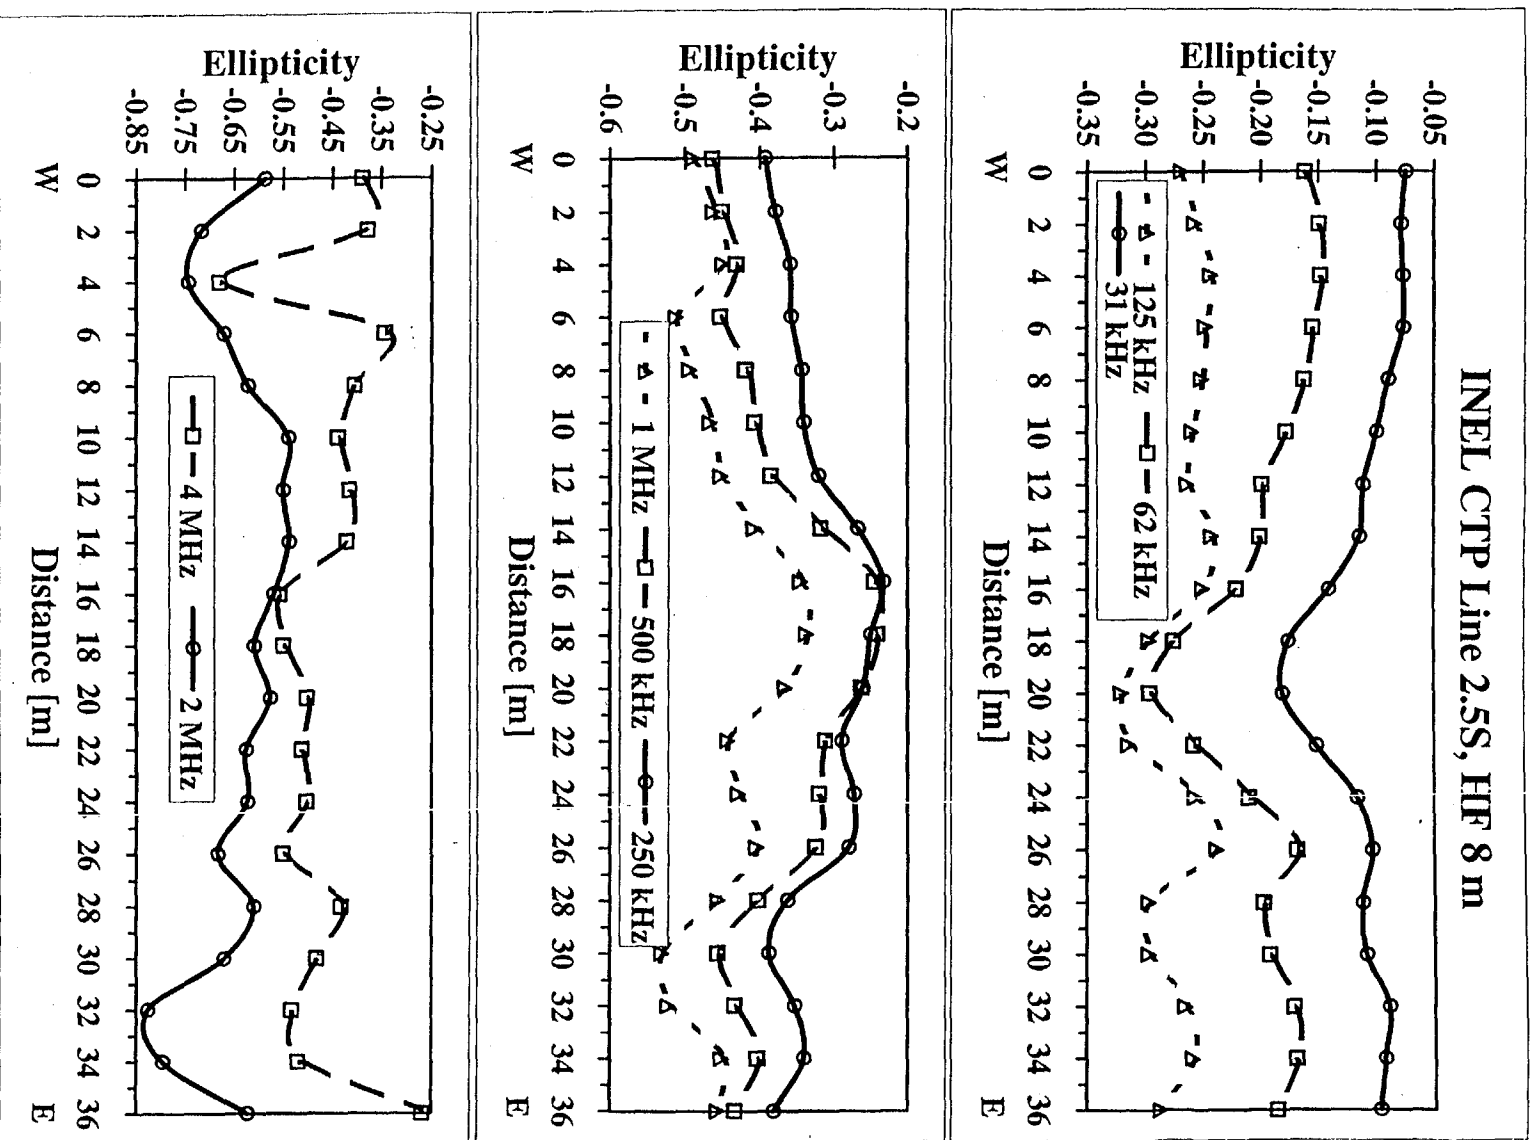 INEL CTP Line 2.5S, HF 8 m
Ellipticity
-0.05
-0.10
-0.15
-0.20
-0.25
-0.30
-0.35
125 kHz 62 kHz
31 kHz
0 2 4 6 8 10 12 14 16 18 20 22 24 26 28 30 32 34 36
W Distance [m] E
Ellipticity
-0.2
-0.3
-0.4
-0.5
-0.6
1 MHz 500 kHz 250 kHz
0 2 4 6 8 10 12 14 16 18 20 22 24 26 28 30 32 34 36
W Distance [m] E
Ellipticity
-0.25
-0.35
-0.45
-0.55
-0.65
-0.75
-0.85
4 MHz 2 MHz
0 2 4 6 8 10 12 14 16 18 20 22 24 26 28 30 32 34 36
W Distance [m] E